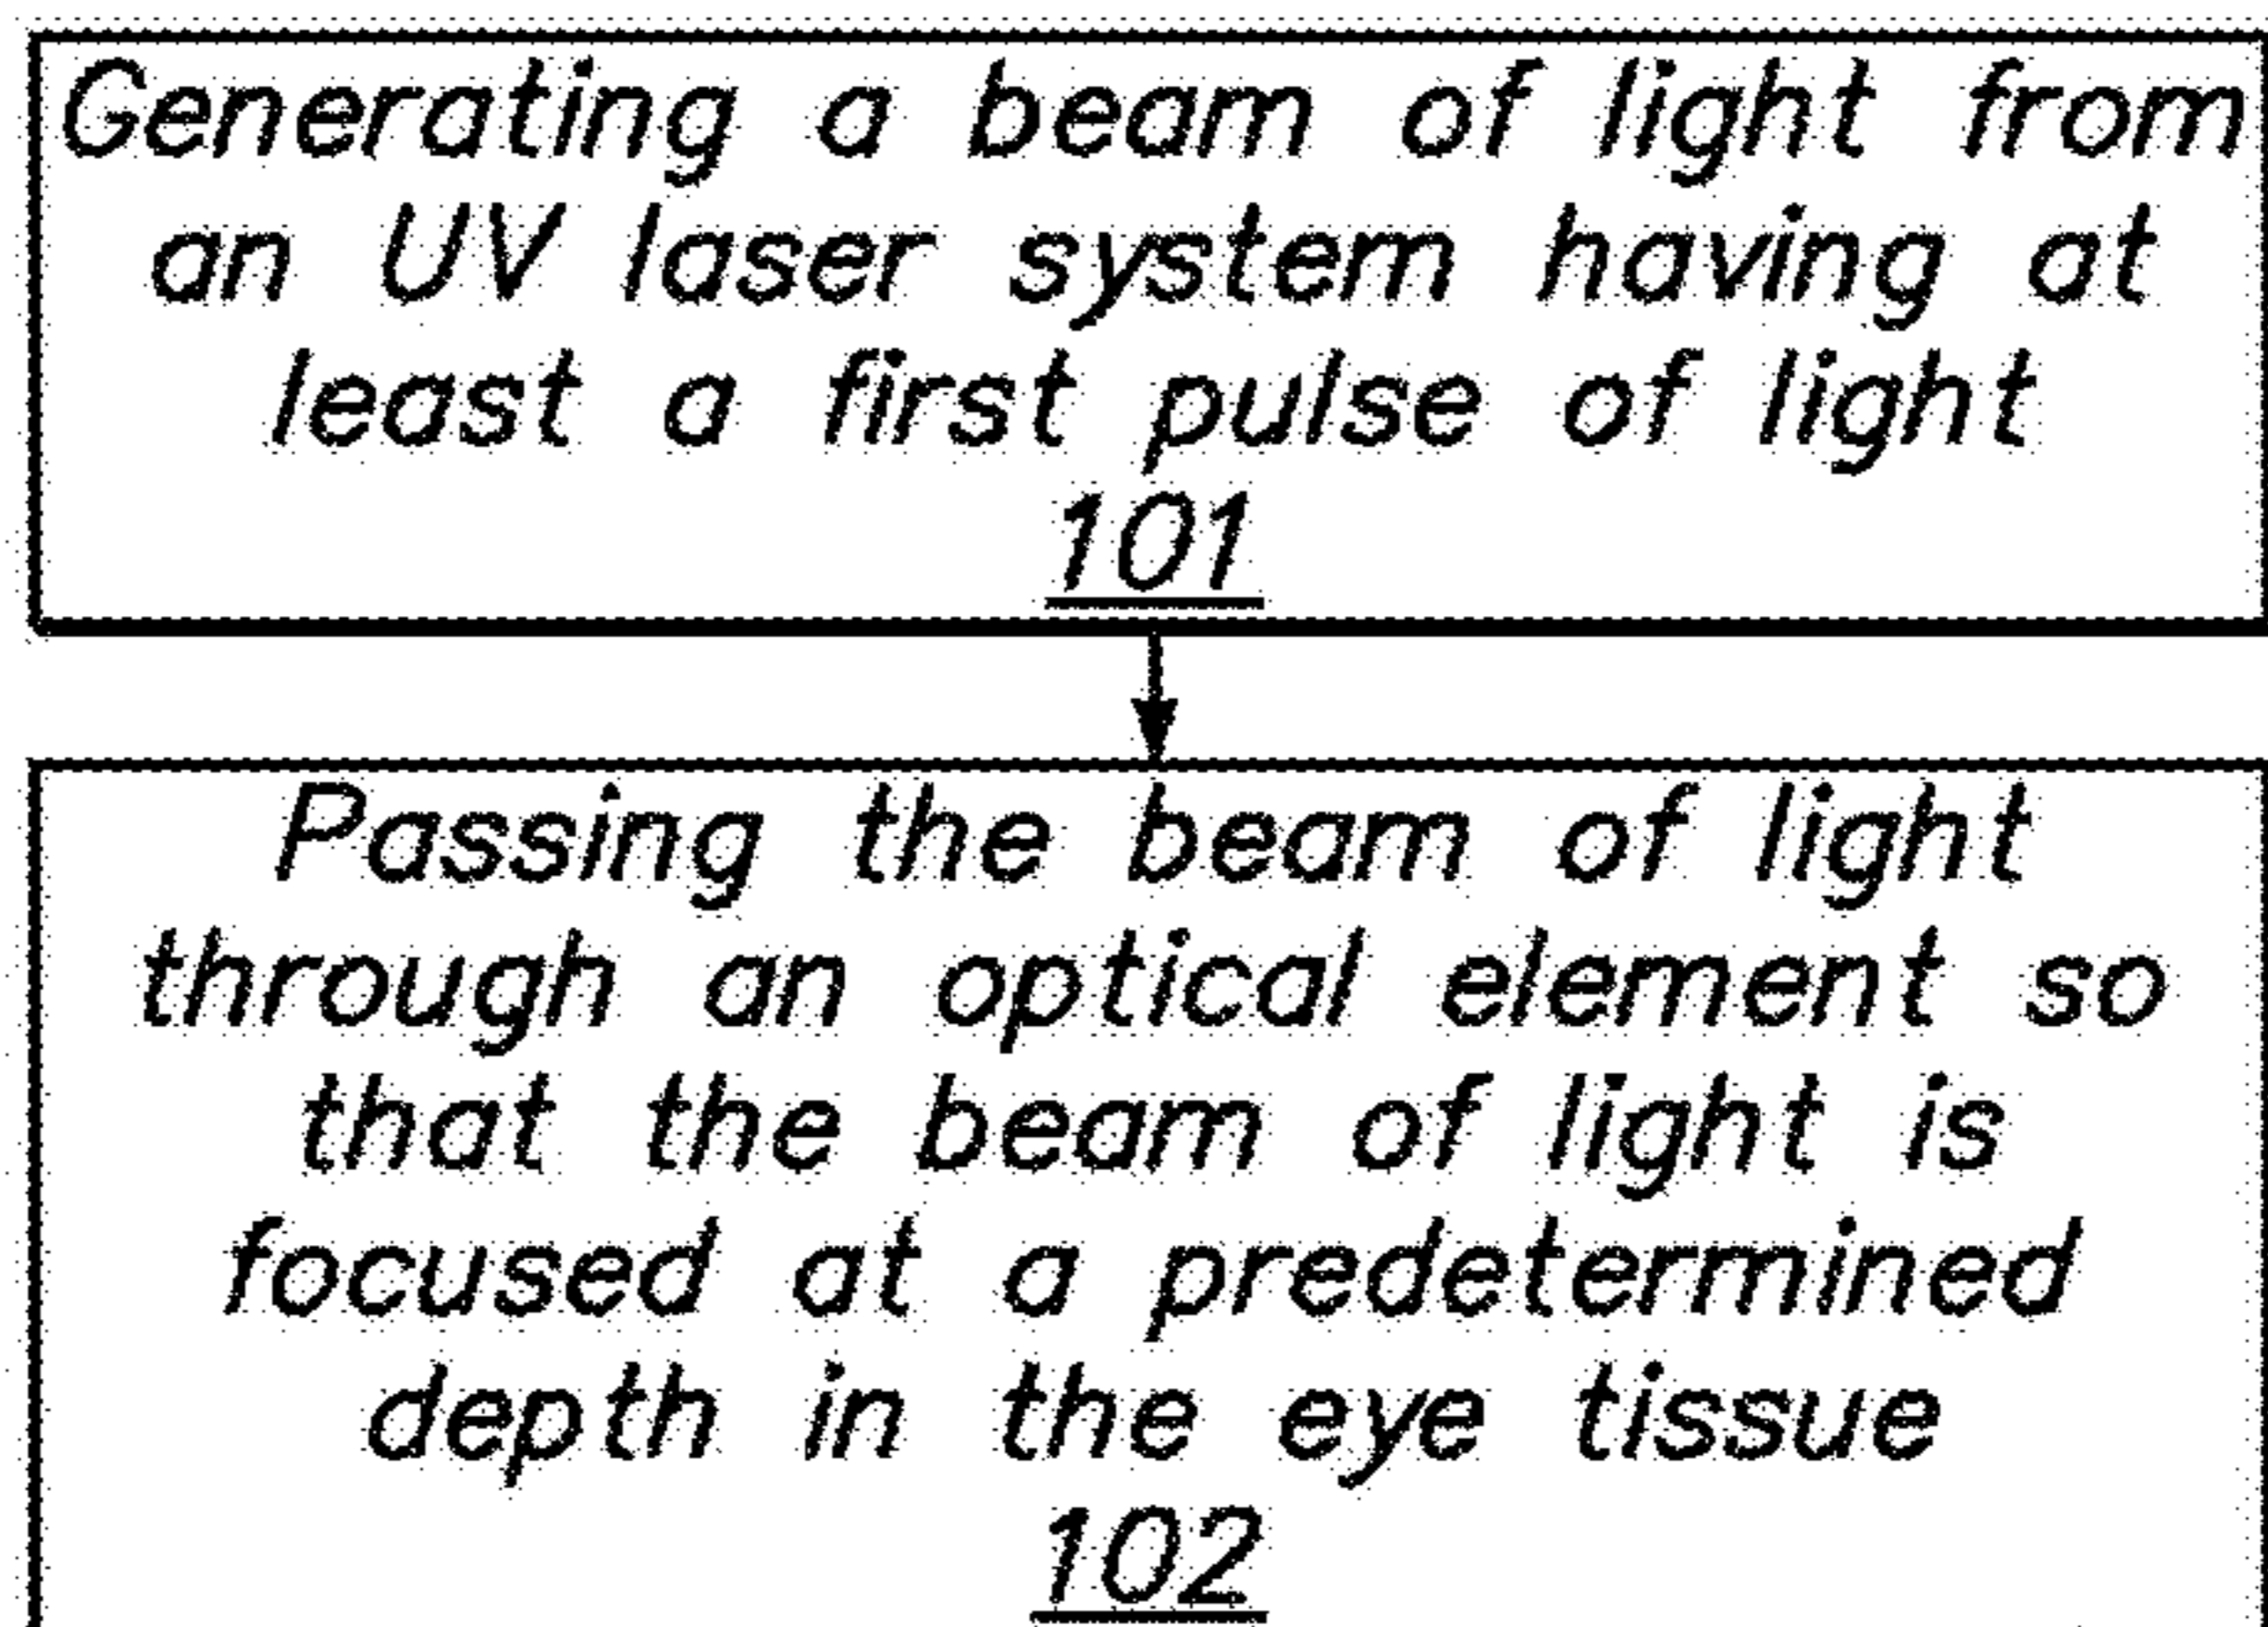 Generating a beam of light from
an UV laser system having at
least a first pulse of light
101
Passing the beam of light
through an optical element so
that the beam of light is
focused at a predetermined
depth in the eye tissue
102